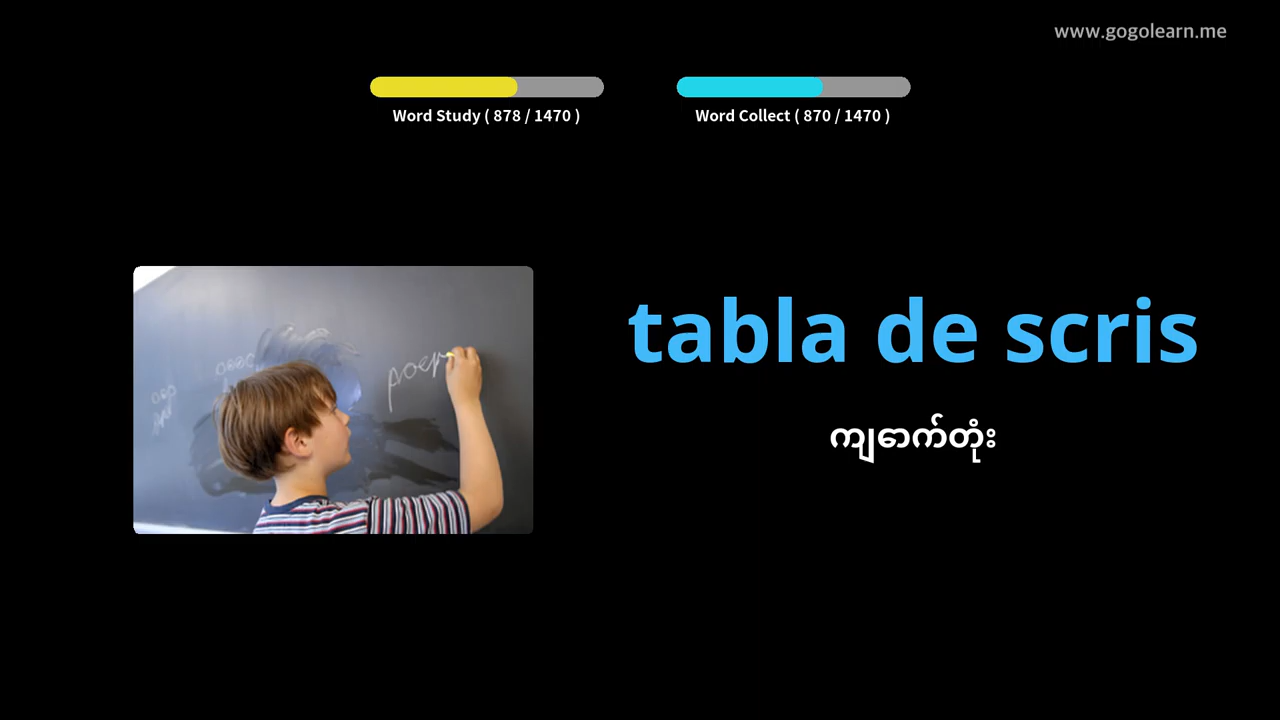 www.gogolearn.me
Word Study ( 878 / 1470 )
Word Collect ( 870 / 1470 )
tabla de scris
ကျောက်တုံး